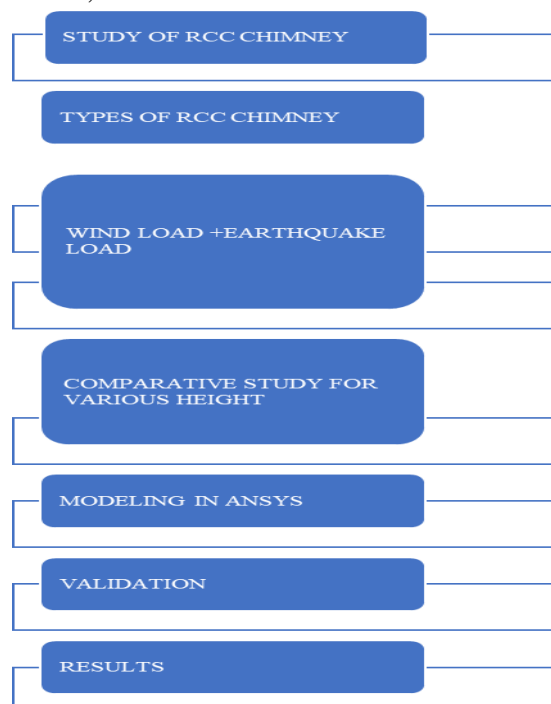 STUDY OF RCC CHIMNEY
TYPES OF RCC CHIMNEY
WIND LOAD +EARTHQUAKE
LOAD
COMPARATIVE STUDY FOR
VARIOUS HEIGHT
MODELING IN ANSYS
VALIDATION
RESULTS